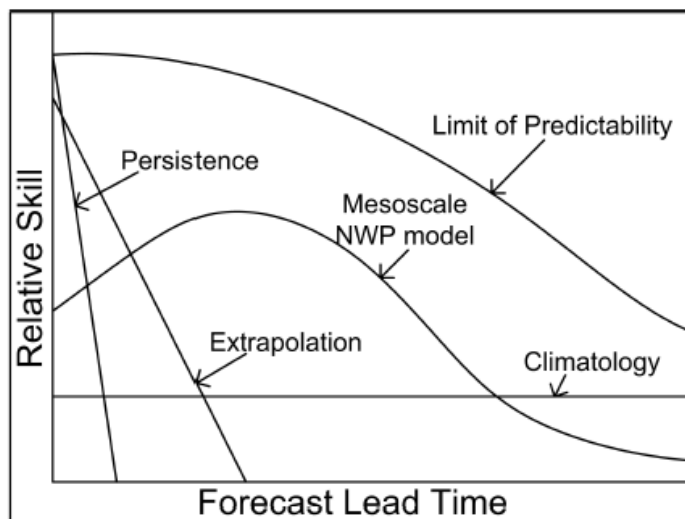 Limit of Predictability
Persistence
Mesoscale
NWP model
Extrapolation
Climatology
Relative Skill
Forecast Lead Time